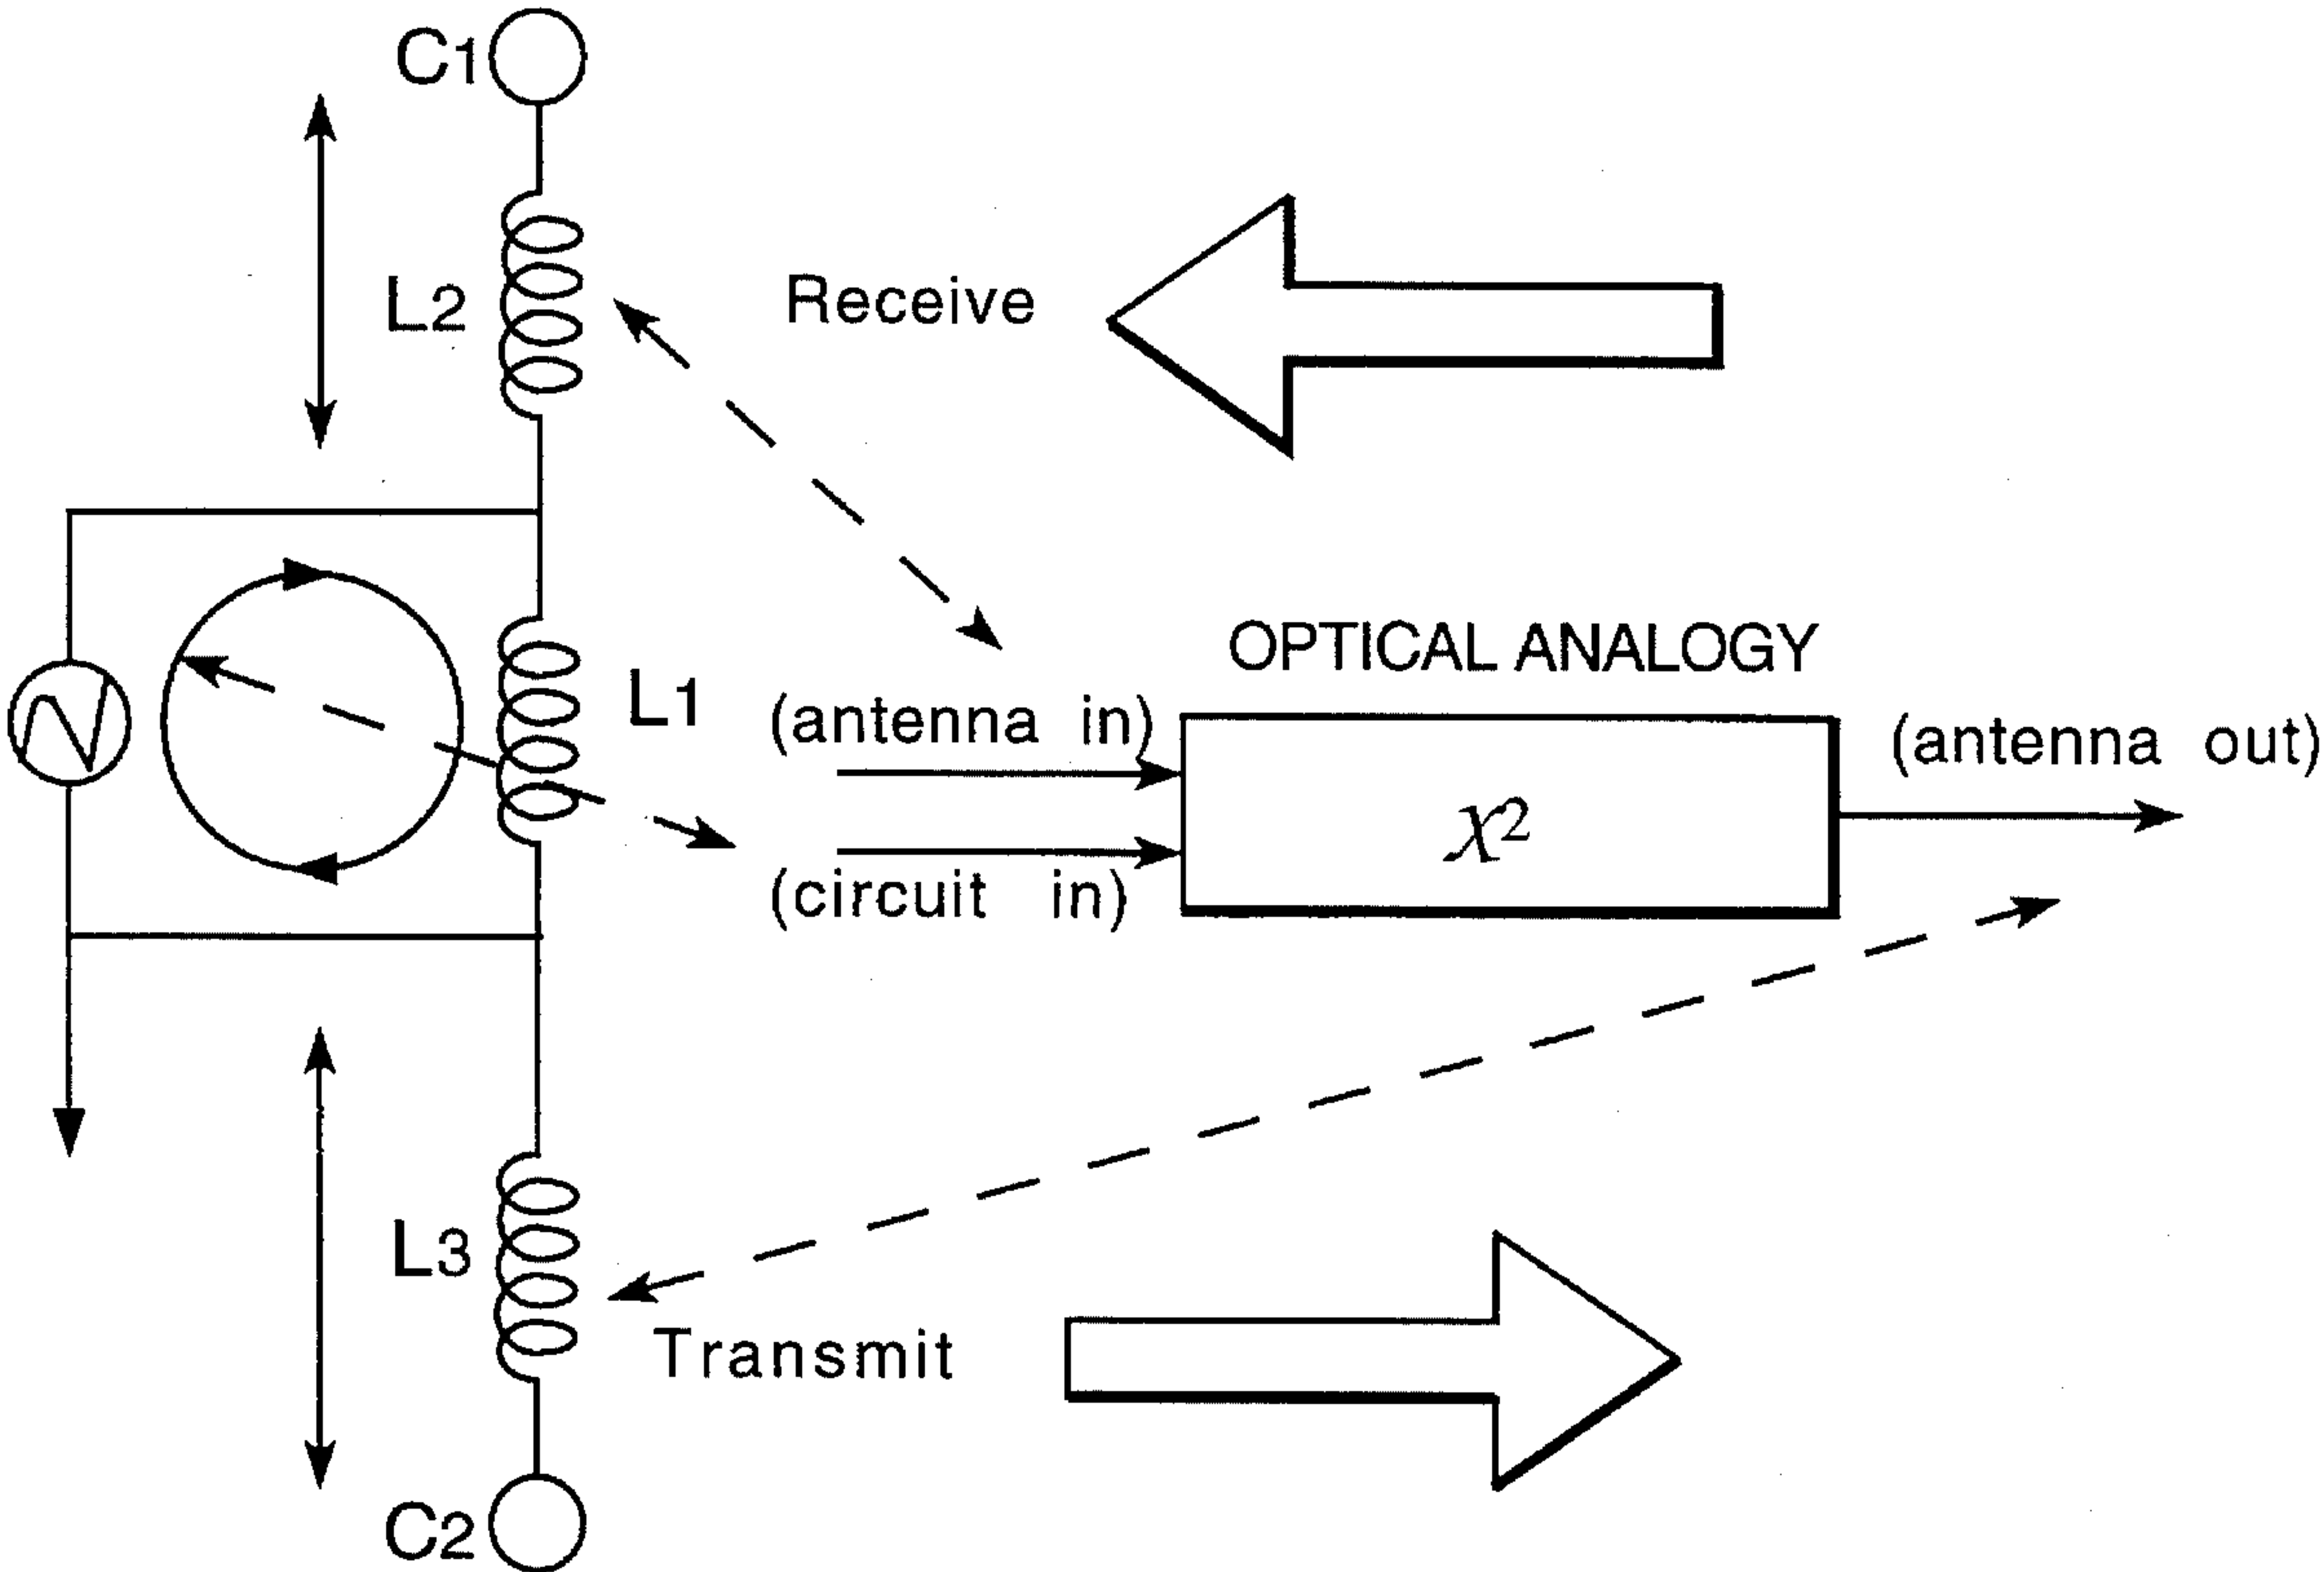 C1
L2
Receive
OPTICAL ANALOGY
L1
(antenna in)
(antenna out)
χ²
(circuit in)
L3
Transmit
C2